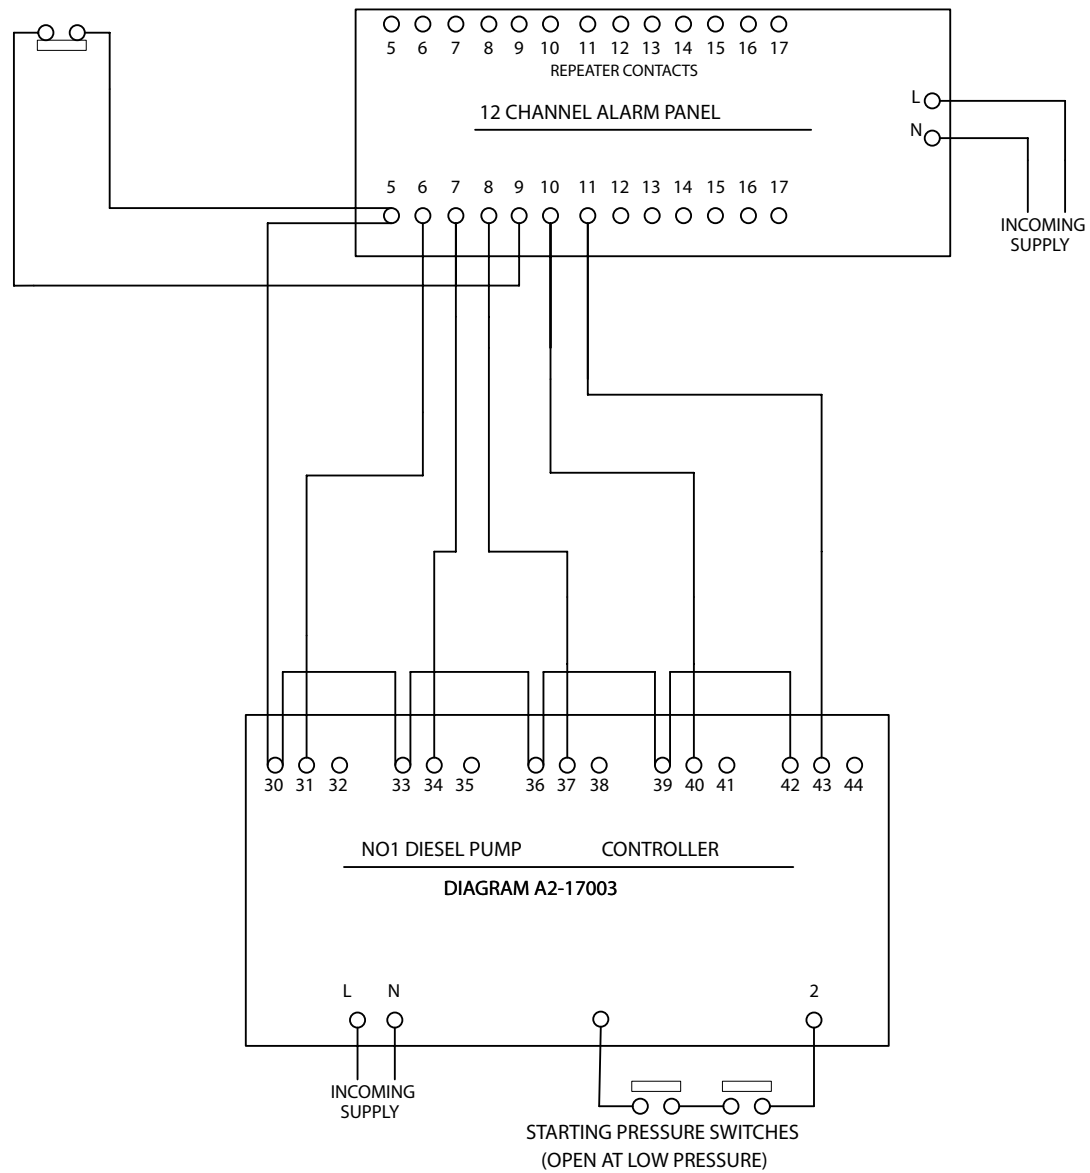 5 6 7 8 9 10 11 12 13 14 15 16 17
REPEATER CONTACTS
12 CHANNEL ALARM PANEL
L
N
5 6 7 8 9 10 11 12 13 14 15 16 17
INCOMING
SUPPLY
30 31 32 33 34 35 36 37 38 39 40 41 42 43 44
NO1 DIESEL PUMP CONTROLLER
DIAGRAM A2-17003
L N 2
INCOMING
SUPPLY
STARTING PRESSURE SWITCHES
(OPEN AT LOW PRESSURE)